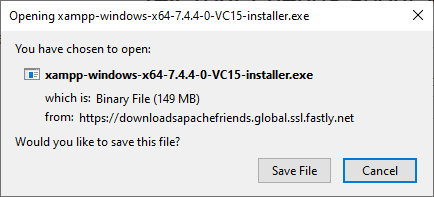 Opening xampp-windows-x64-7.4.4-0-VC15-installer.exe
You have chosen to open:
xampp-windows-x64-7.4.4-0-VC15-installer.exe
which is: Binary File (149 MB)
from: https://downloadsapachefriends.global.ssl.fastly.net
Would you like to save this file?
Save File Cancel